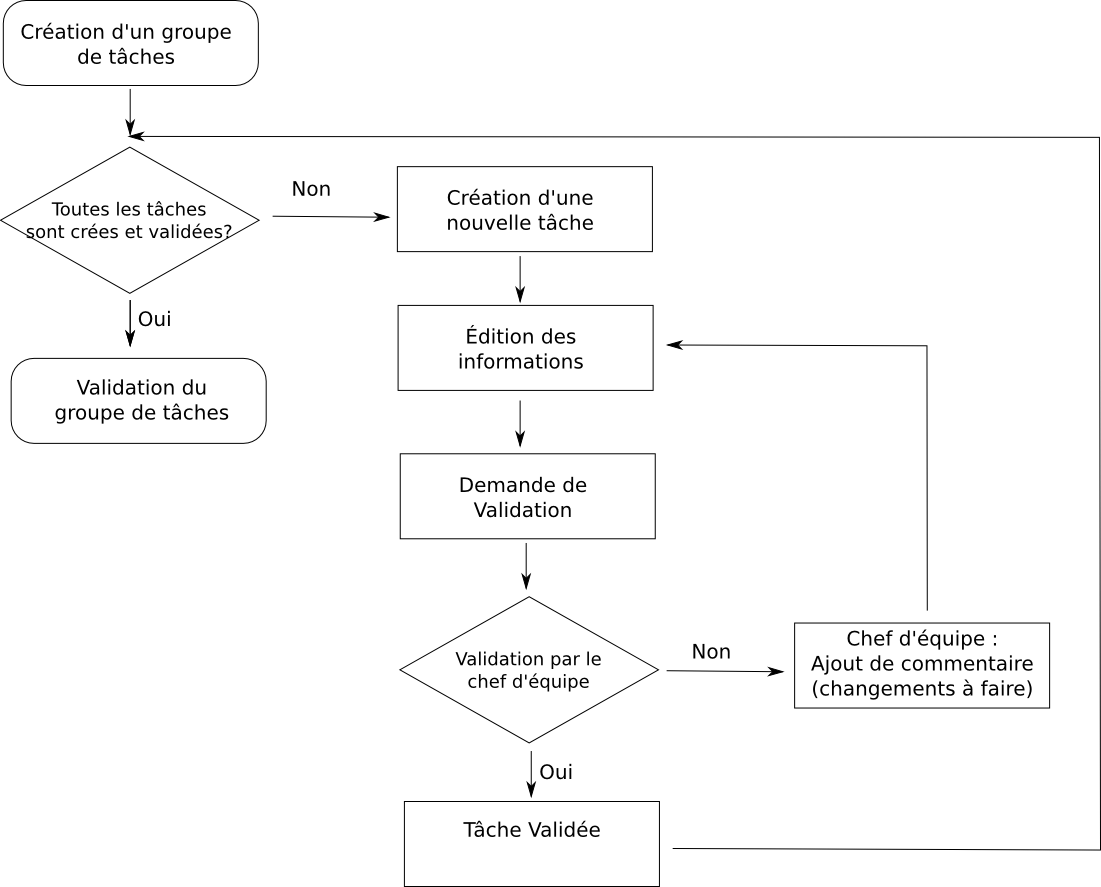 Création d'un groupe
de tâches
Toutes les tâches
sont crées et validées?
Non
Oui
Validation du
groupe de tâches
Création d'une
nouvelle tâche
Édition des
informations
Demande de
Validation
Validation par le
chef d'équipe
Non
Chef d'équipe :
Ajout de commentaire
(changements à faire)
Oui
Tâche Validée